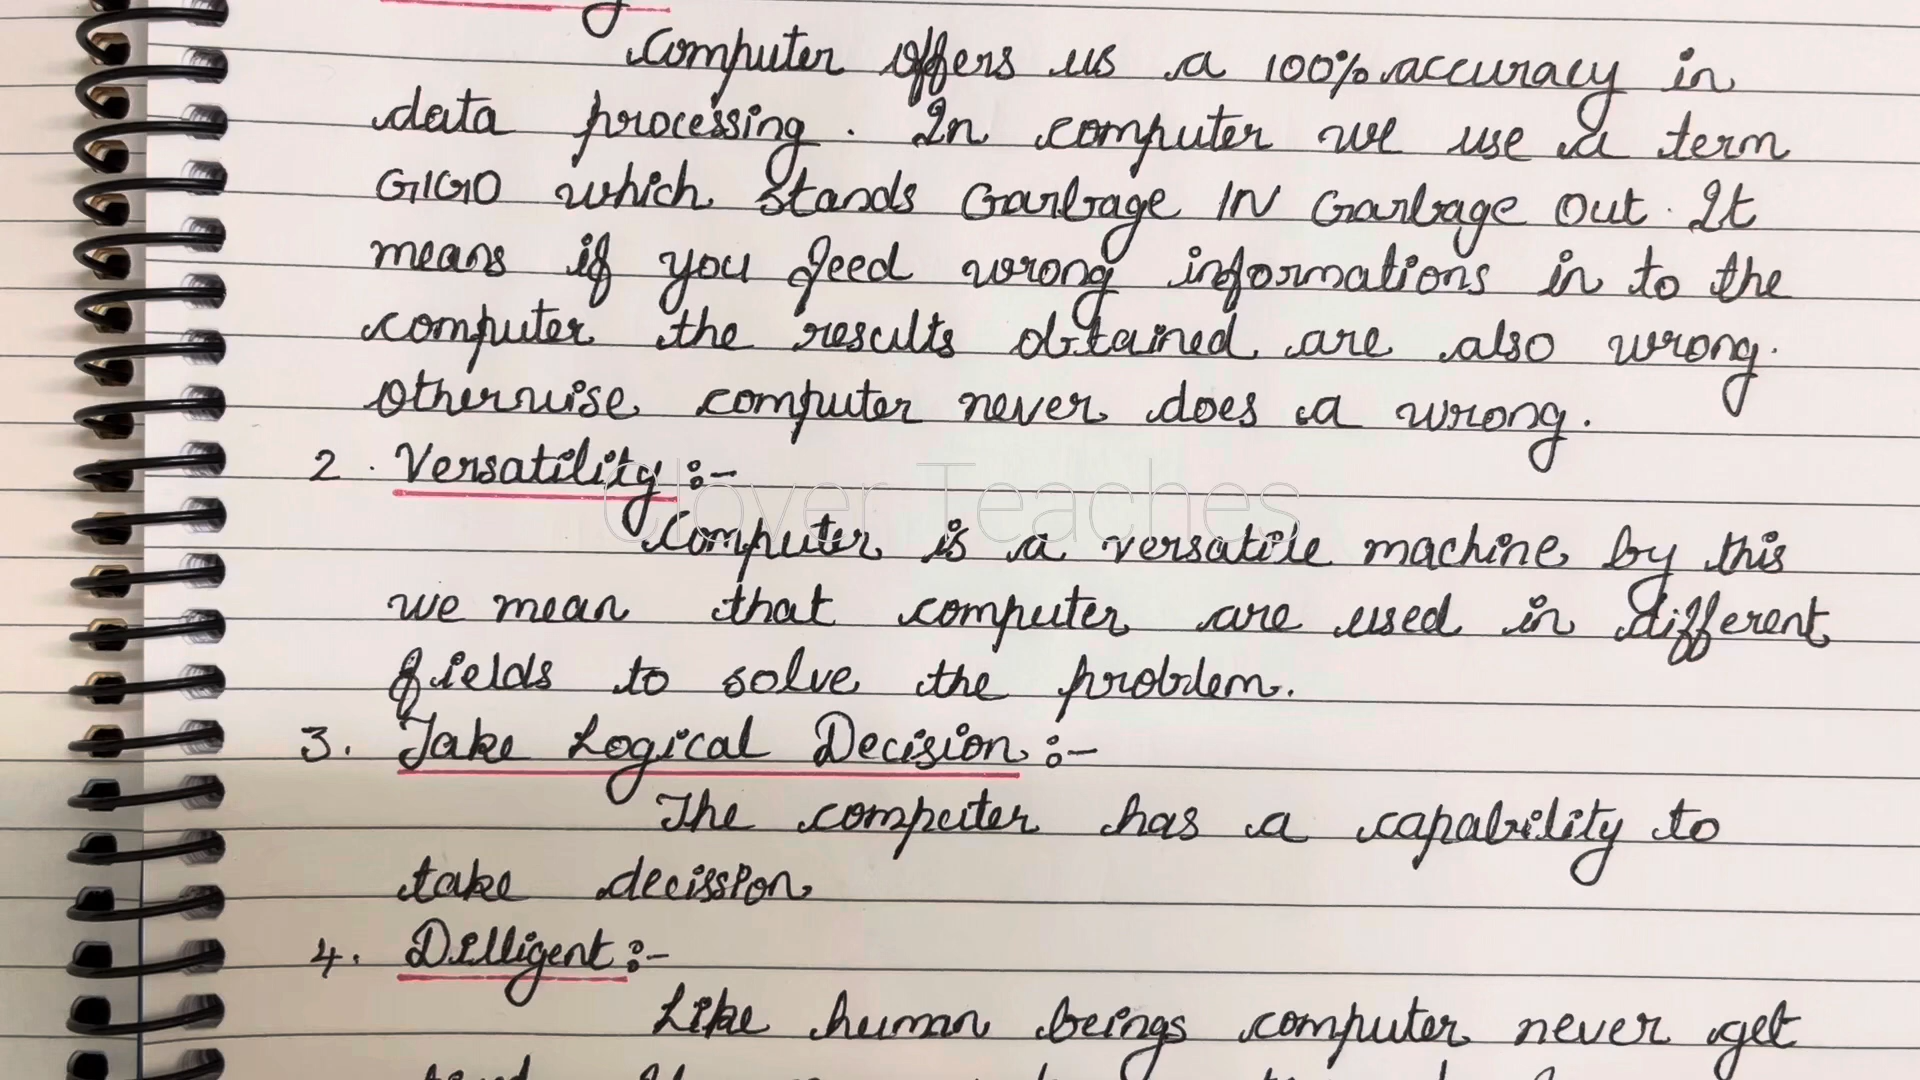 Computer offers us a 100% accuracy in
data processing. In computer we use a term
GIGO which stands Garbage IN Garbage Out. It
means if you feed wrong informations in to the
computer the results obtained are also wrong.
Otherwise computer never does a wrong.
2. Versatility :-
Clover Teaches
Computer is a versatile machine by this
we mean that computer are used in different
fields to solve the problem.
3. Take Logical Decision :-
The computer has a capability to
take decission
4. Dilligent :-
Like human beings computer never get